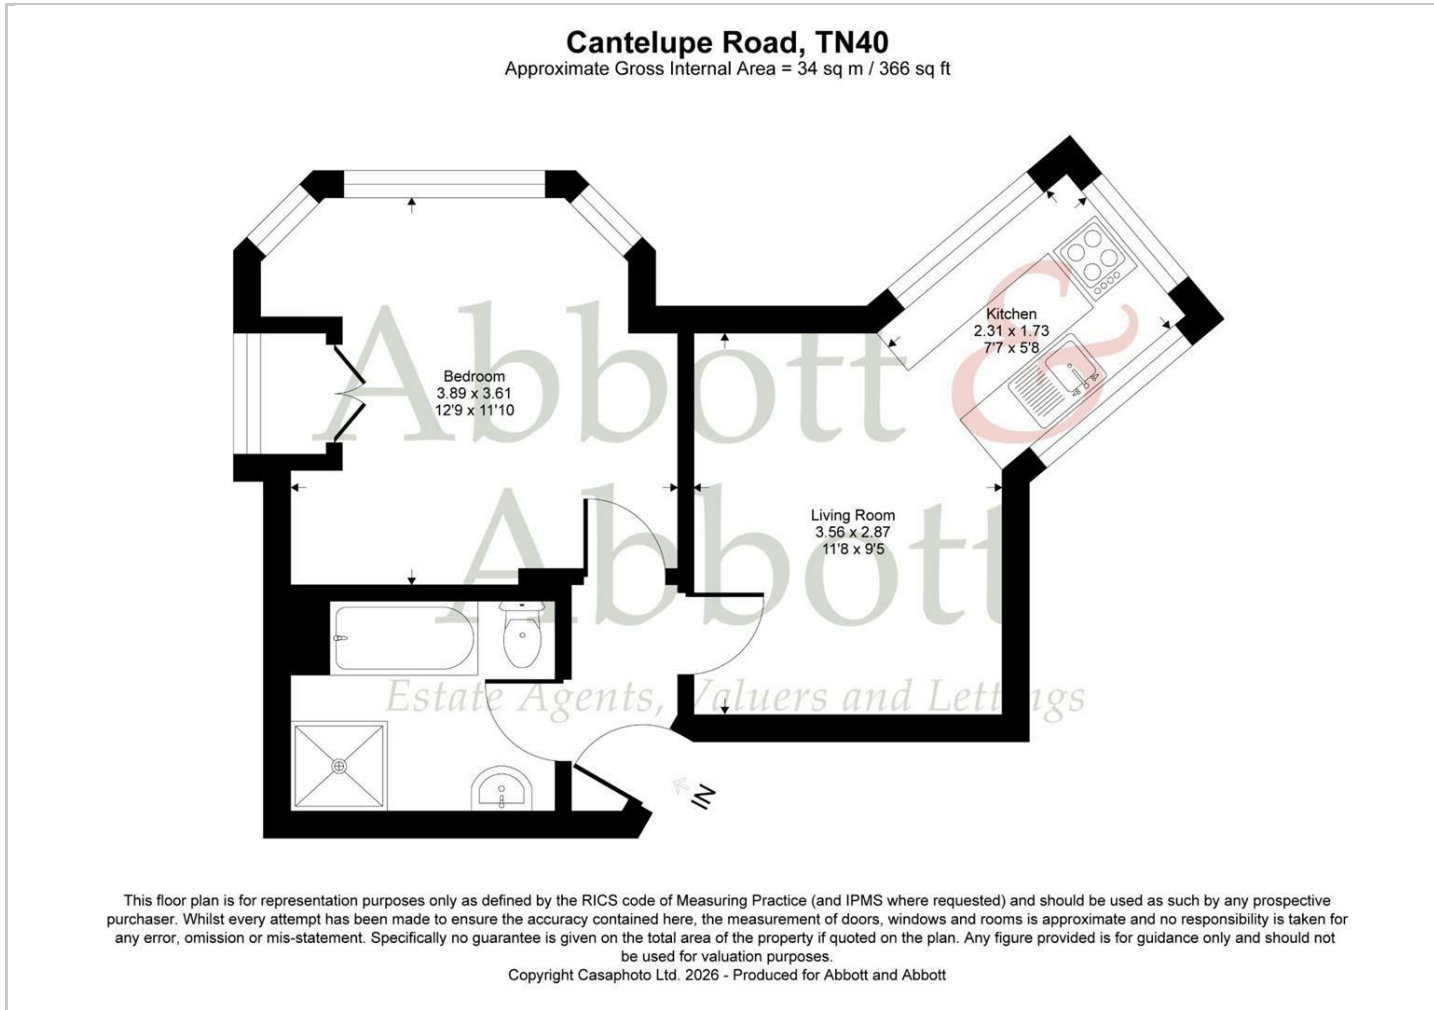 Cantelupe Road, TN40
Approximate Gross Internal Area = 34 sq m / 366 sq ft
Kitchen
2.31 x 1.73
7'7 x 5'8
Bedroom
3.89 x 3.61
12'9 x 11'10
Abbott &
Abbott
Living Room
3.56 x 2.87
11'8 x 9'5
Estate Agents, Valuers and Lettings
IN
This floor plan is for representation purposes only as defined by the RICS code of Measuring Practice (and IPMS where requested) and should be used as such by any prospective
purchaser. Whilst every attempt has been made to ensure the accuracy contained here, the measurement of doors, windows and rooms is approximate and no responsibility is taken for
any error, omission or mis-statement. Specifically no guarantee is given on the total area of the property if quoted on the plan. Any figure provided is for guidance only and should not
be used for valuation purposes.
Copyright Casaphoto Ltd. 2026 - Produced for Abbott and Abbott